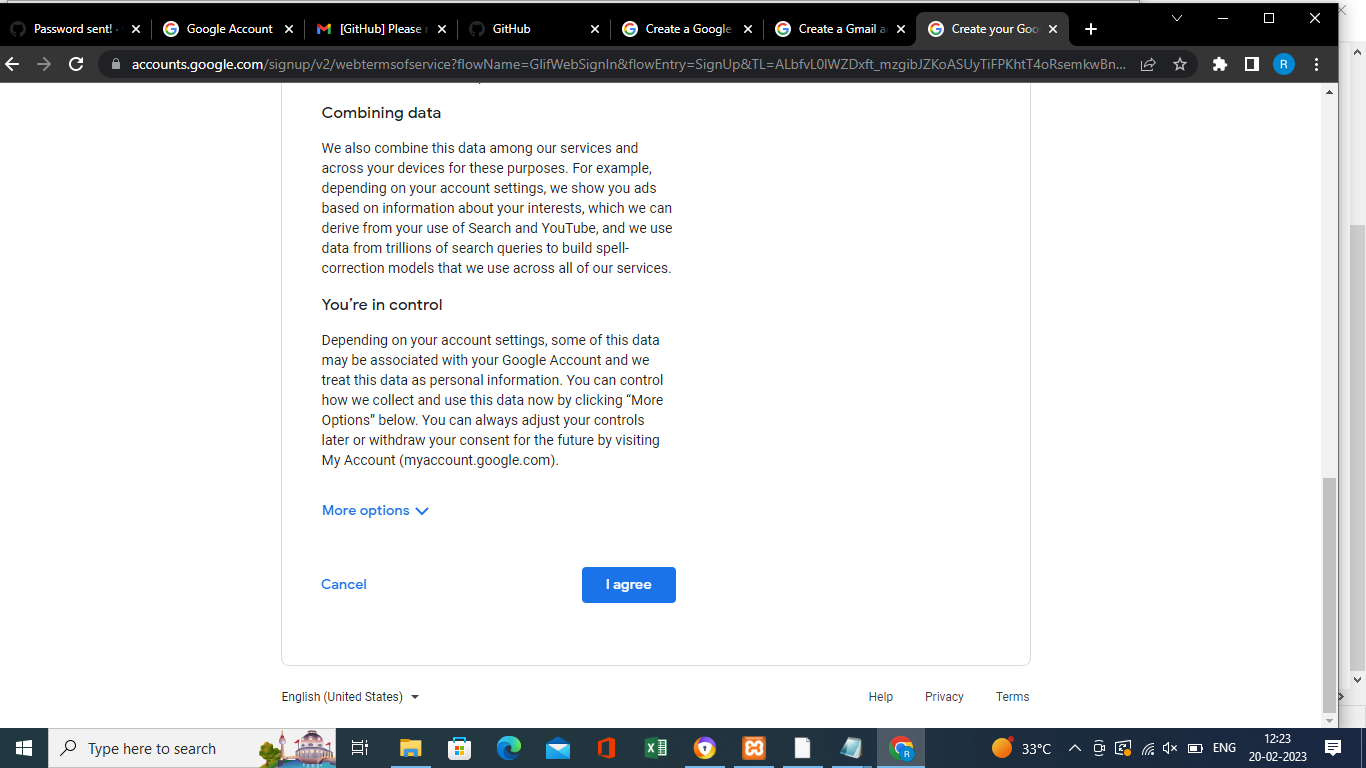 Password sent! ·
Google Account
[GitHub] Please
GitHub
Create a Google
Create a Gmail a
Create your Goo
accounts.google.com/signup/v2/webtermsofservice?flowName=GlifWebSignIn&flowEntry=SignUp&TL=ALbfvL0lWZDxft_mzgibJZKoASUyTiFPKhtT4oRsemkwBn...
R
Combining data
We also combine this data among our services and
across your devices for these purposes. For example,
depending on your account settings, we show you ads
based on information about your interests, which we can
derive from your use of Search and YouTube, and we use
data from trillions of search queries to build spell-
correction models that we use across all of our services.
You’re in control
Depending on your account settings, some of this data
may be associated with your Google Account and we
treat this data as personal information. You can control
how we collect and use this data now by clicking “More
Options” below. You can always adjust your controls
later or withdraw your consent for the future by visiting
My Account (myaccount.google.com).
More options
Cancel
I agree
English (United States)
Help
Privacy
Terms
Type here to search
33°C
ENG
12:23
20-02-2023